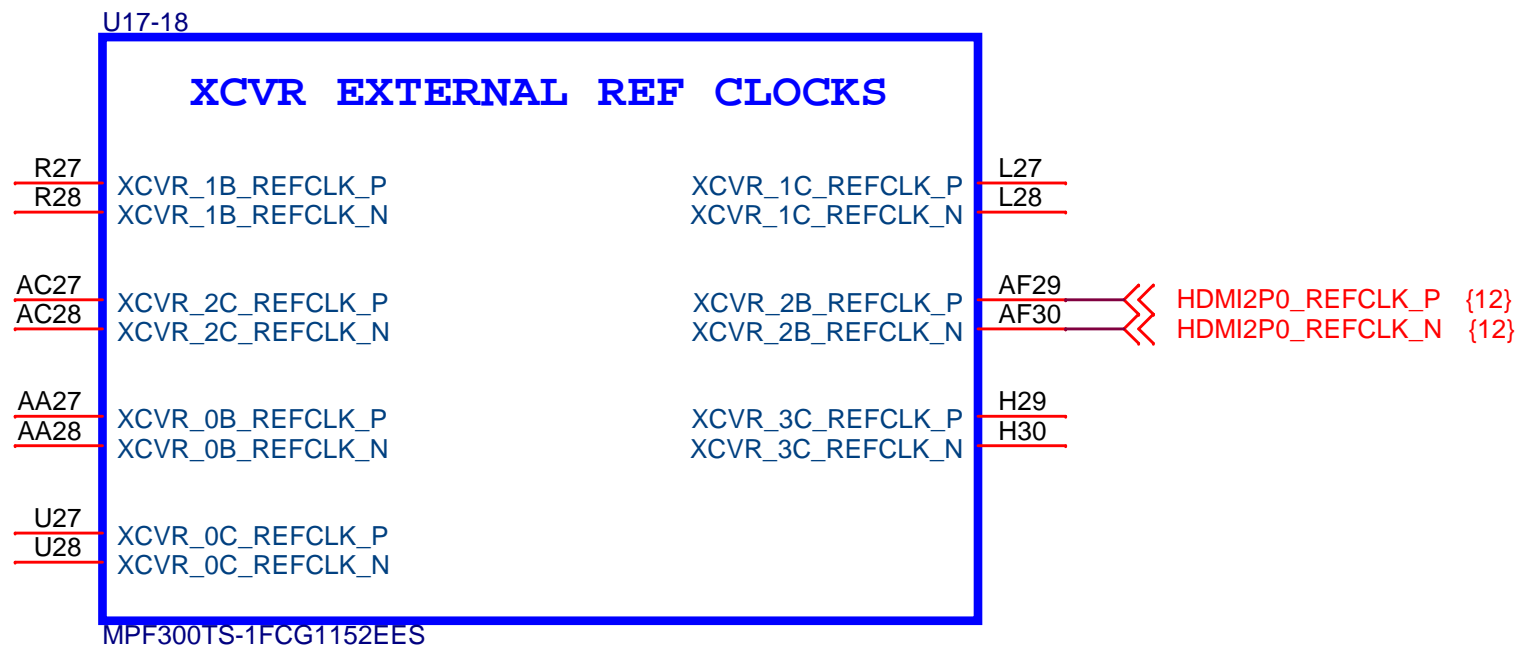 U17-18
XCVR EXTERNAL REF CLOCKS
R27 XCVR_1B_REFCLK_P XCVR_1C_REFCLK_P L27
R28 XCVR_1B_REFCLK_N XCVR_1C_REFCLK_N L28
AC27 XCVR_2C_REFCLK_P XCVR_2B_REFCLK_P AF29 HDMI2P0_REFCLK_P {12}
AC28 XCVR_2C_REFCLK_N XCVR_2B_REFCLK_N AF30 HDMI2P0_REFCLK_N {12}
AA27 XCVR_0B_REFCLK_P XCVR_3C_REFCLK_P H29
AA28 XCVR_0B_REFCLK_N XCVR_3C_REFCLK_N H30
U27 XCVR_0C_REFCLK_P
U28 XCVR_0C_REFCLK_N
MPF300TS-1FCG1152EES